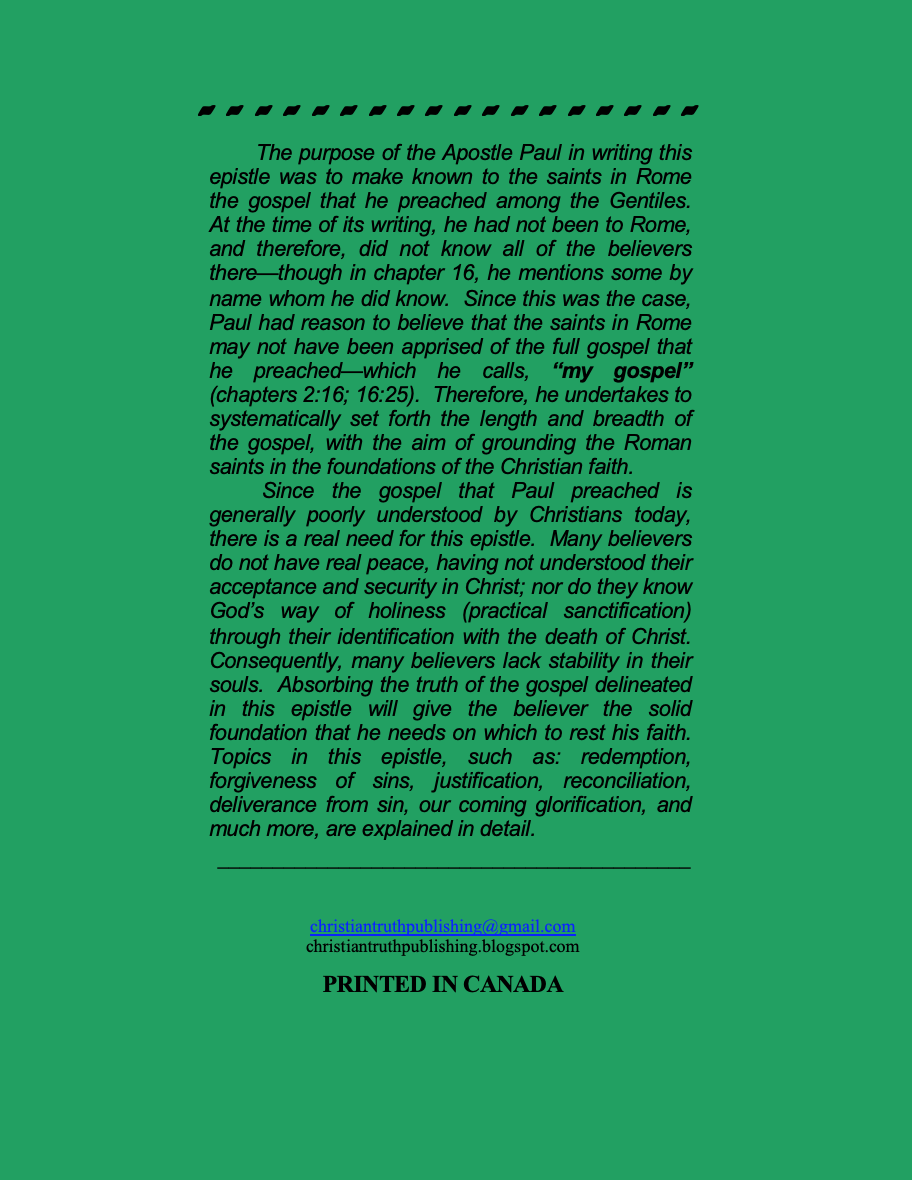 The purpose of the Apostle Paul in writing this
epistle was to make known to the saints in Rome
the gospel that he preached among the Gentiles.
At the time of its writing, he had not been to Rome,
and therefore, did not know all of the believers
there—though in chapter 16, he mentions some by
name whom he did know.  Since this was the case,
Paul had reason to believe that the saints in Rome
may not have been apprised of the full gospel that
he preached—which he calls, “my gospel”
(chapters 2:16; 16:25).  Therefore, he undertakes to
systematically set forth the length and breadth of
the gospel, with the aim of grounding the Roman
saints in the foundations of the Christian faith.
Since the gospel that Paul preached is
generally poorly understood by Christians today,
there is a real need for this epistle.  Many believers
do not have real peace, having not understood their
acceptance and security in Christ; nor do they know
God’s way of holiness (practical sanctification)
through their identification with the death of Christ.
Consequently, many believers lack stability in their
souls.  Absorbing the truth of the gospel delineated
in this epistle will give the believer the solid
foundation that he needs on which to rest his faith.
Topics in this epistle, such as: redemption,
forgiveness of sins, justification, reconciliation,
deliverance from sin, our coming glorification, and
much more, are explained in detail.
christiantruthpublishing@gmail.com
christiantruthpublishing.blogspot.com
PRINTED IN CANADA